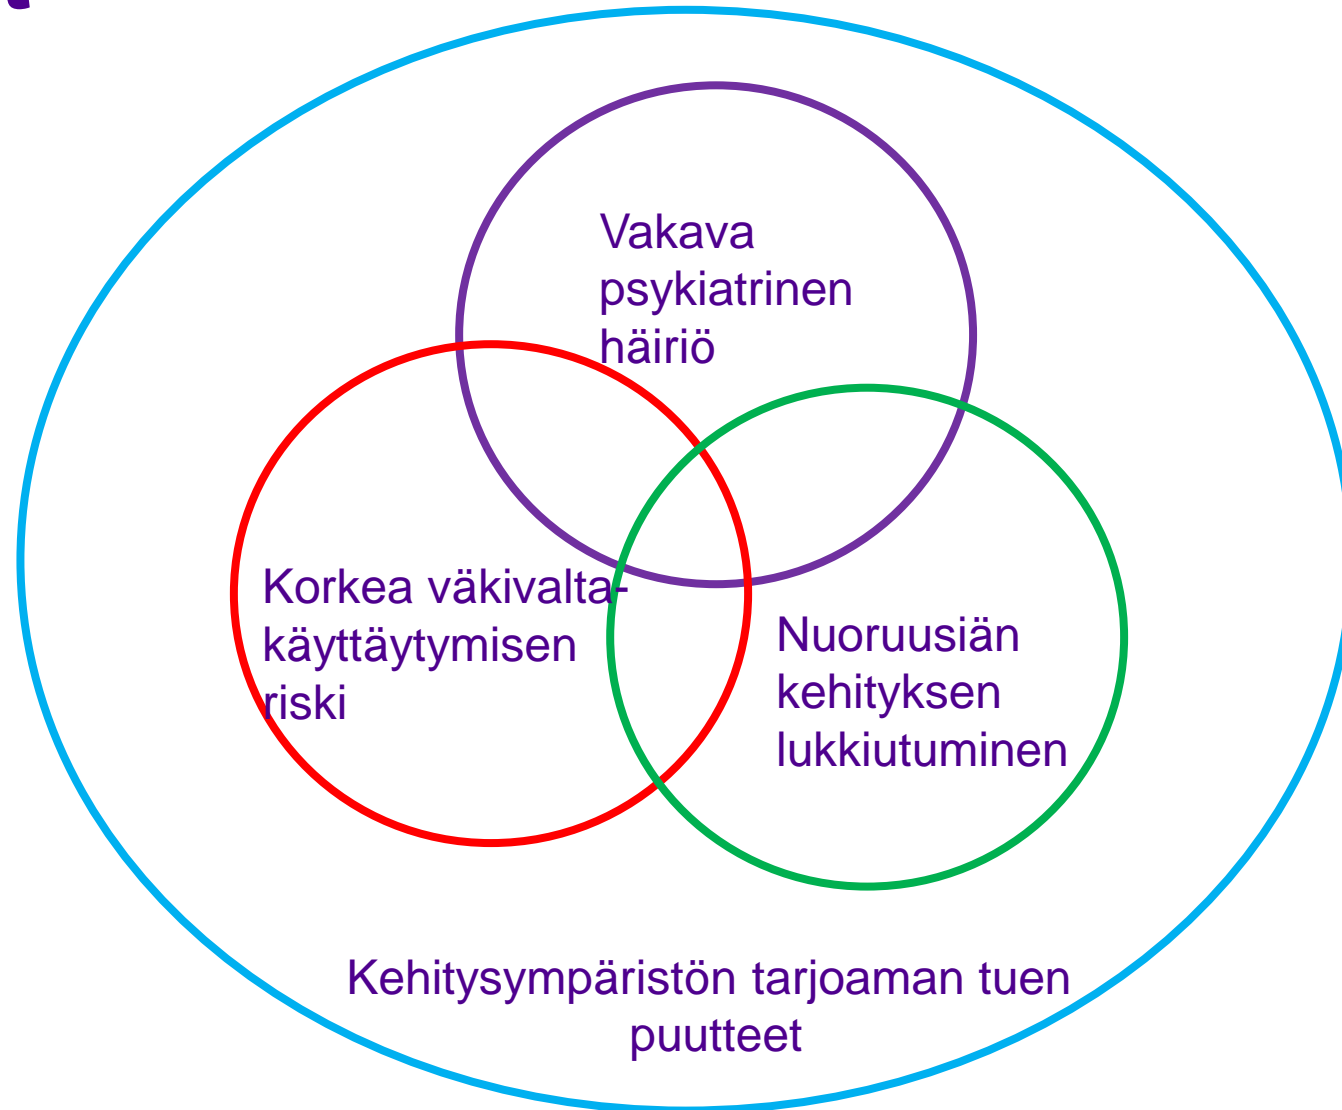 Vakava
psykiatrinen
häiriö
Korkea väkivalta-
käyttäytymisen
riski
Nuoruusiän
kehityksen
lukkiutuminen
Kehitysympäristön tarjoaman tuen
puutteet